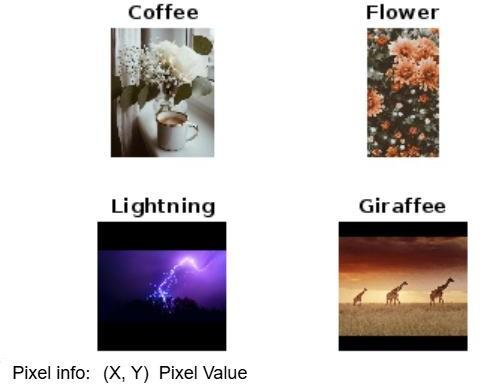 Coffee
Flower
Lightning
Giraffee
Pixel info: (X, Y) Pixel Value